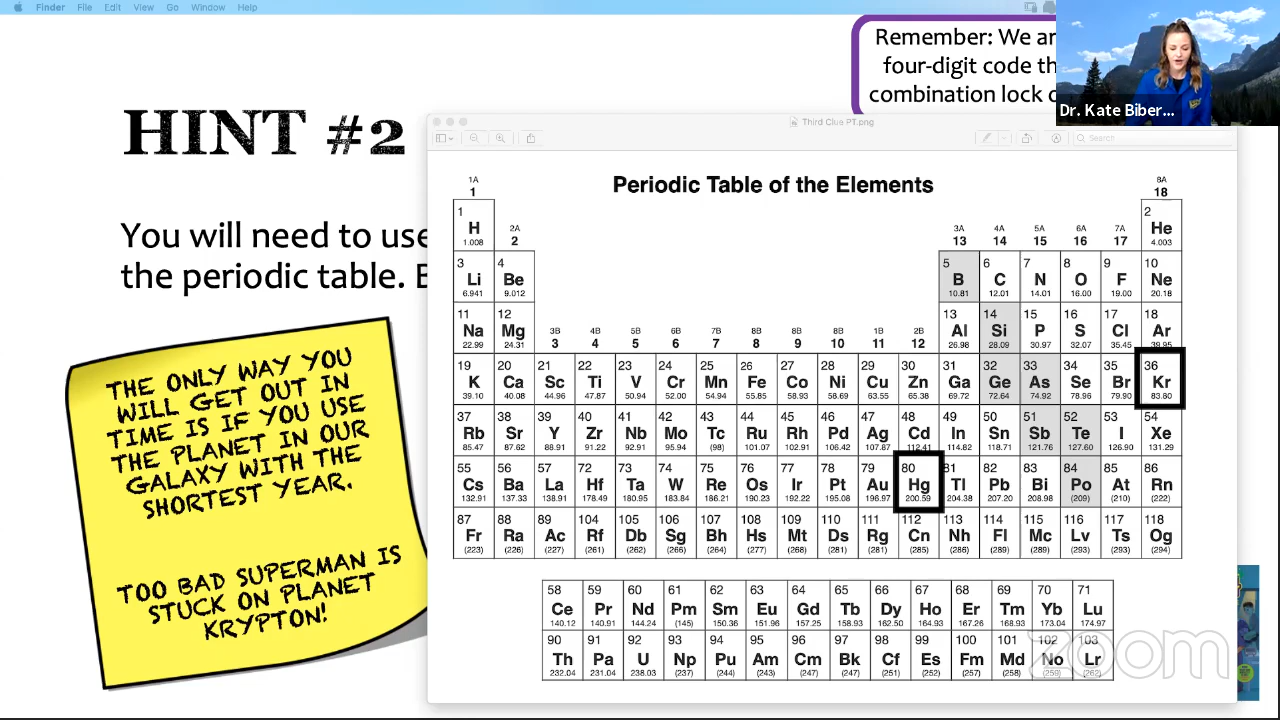 Finder File Edit View Go Window Help
Remember: We ar
four-digit code th
combination lock o
Dr. Kate Biber...
HINT #2
You will need to use
the periodic table. B
THE ONLY WAY YOU
WILL GET OUT IN
TIME IS IF YOU USE
THE PLANET IN OUR
GALAXY WITH THE
SHORTEST YEAR.
TOO BAD SUPERMAN IS
STUCK ON PLANET
KRYPTON!
Third Clue PT.png
Search
Periodic Table of the Elements
1A 8A
1 18
1 2
H He
1.008 4.003
2A 3A 4A 5A 6A 7A
2 13 14 15 16 17
3 4 5 6 7 8 9 10
Li Be B C N O F Ne
6.941 9.012 10.81 12.01 14.01 16.00 19.00 20.18
11 12 13 14 15 16 17 18
Na Mg Al Si P S Cl Ar
22.99 24.31 26.98 28.09 30.97 32.07 35.45 39.95
3B 4B 5B 6B 7B 8B 8B 8B 1B 2B
3 4 5 6 7 8 9 10 11 12
19 20 21 22 23 24 25 26 27 28 29 30 31 32 33 34 35 36
K Ca Sc Ti V Cr Mn Fe Co Ni Cu Zn Ga Ge As Se Br Kr
39.10 40.08 44.96 47.87 50.94 52.00 54.94 55.85 58.93 58.69 63.55 65.38 69.72 72.64 74.92 78.96 79.90 83.80
37 38 39 40 41 42 43 44 45 46 47 48 49 50 51 52 53 54
Rb Sr Y Zr Nb Mo Tc Ru Rh Pd Ag Cd In Sn Sb Te I Xe
85.47 87.62 88.91 91.22 92.91 95.94 (98) 101.07 102.91 106.42 107.87 112.41 114.82 118.71 121.76 127.60 126.90 131.29
55 56 57 72 73 74 75 76 77 78 79 80 81 82 83 84 85 86
Cs Ba La Hf Ta W Re Os Ir Pt Au Hg Tl Pb Bi Po At Rn
132.91 137.33 138.91 178.49 180.95 183.84 186.21 190.23 192.22 195.08 196.97 200.59 204.38 207.20 208.98 (209) (210) (222)
87 88 89 104 105 106 107 108 109 110 111 112 113 114 115 116 117 118
Fr Ra Ac Rf Db Sg Bh Hs Mt Ds Rg Cn Nh Fl Mc Lv Ts Og
(223) (226) (227) (261) (262) (266) (264) (277) (268) (281) (281) (285) (286) (289) (289) (293) (293) (294)
58 59 60 61 62 63 64 65 66 67 68 69 70 71
Ce Pr Nd Pm Sm Eu Gd Tb Dy Ho Er Tm Yb Lu
140.12 140.91 144.24 (145) 150.36 151.96 157.25 158.93 162.50 164.93 167.26 168.93 173.04 174.97
90 91 92 93 94 95 96 97 98 99 100 101 102 103
Th Pa U Np Pu Am Cm Bk Cf Es Fm Md No Lr
232.04 231.04 238.03 (237) (244) (243) (247) (247) (251) (252) (257) (258) (259) (262)
zoom